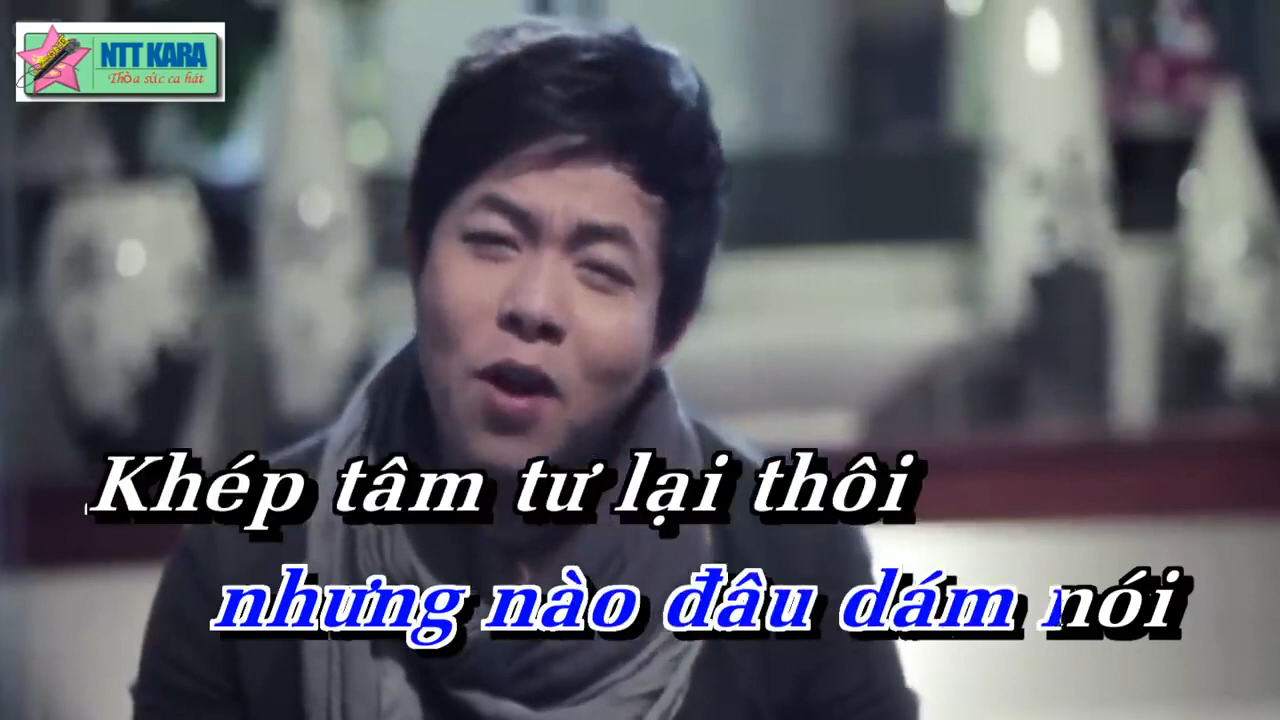 NTT KARA
Thỏa sức ca hát
Khép tâm tư lại thôi
nhưng nào đâu dám nói